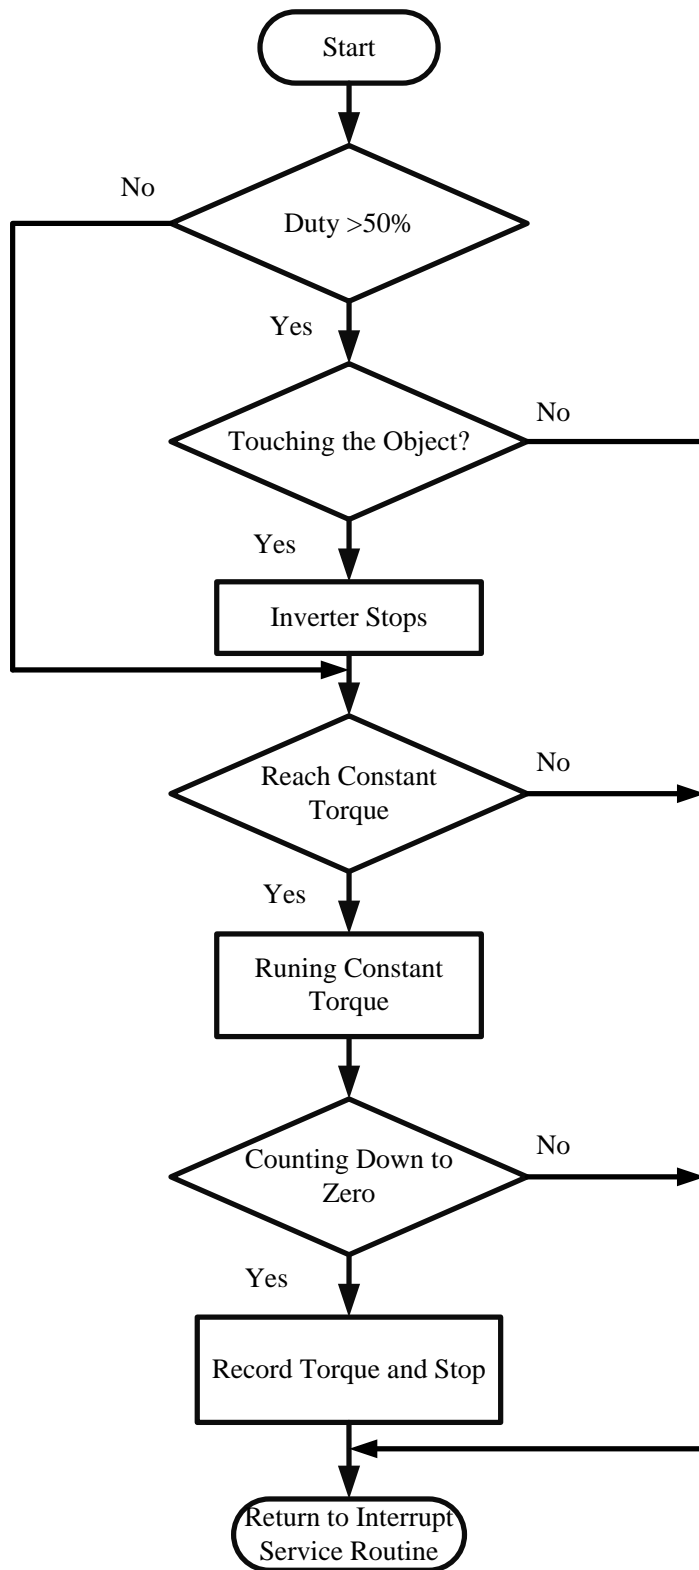 Start
No
Duty >50%
Yes
No
Touching the Object?
Yes
Inverter Stops
No
Reach Constant
Torque
Yes
Runing Constant
Torque
No
Counting Down to
Zero
Yes
Record Torque and Stop
Return to Interrupt
Service Routine